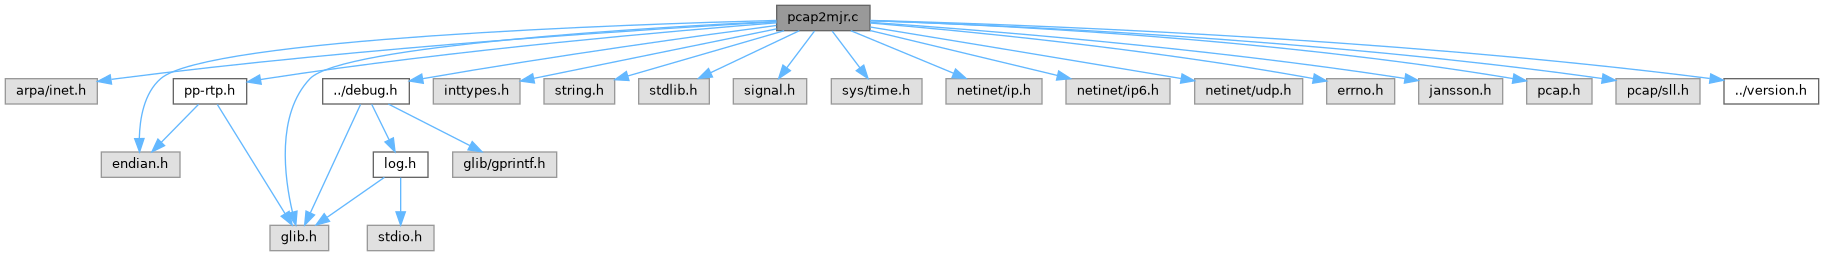 pcap2mjr.c
arpa/inet.h
pp-rtp.h
../debug.h
inttypes.h
string.h
stdlib.h
signal.h
sys/time.h
netinet/ip.h
netinet/ip6.h
netinet/udp.h
errno.h
jansson.h
pcap.h
pcap/sll.h
../version.h
endian.h
log.h
glib/gprintf.h
glib.h
stdio.h